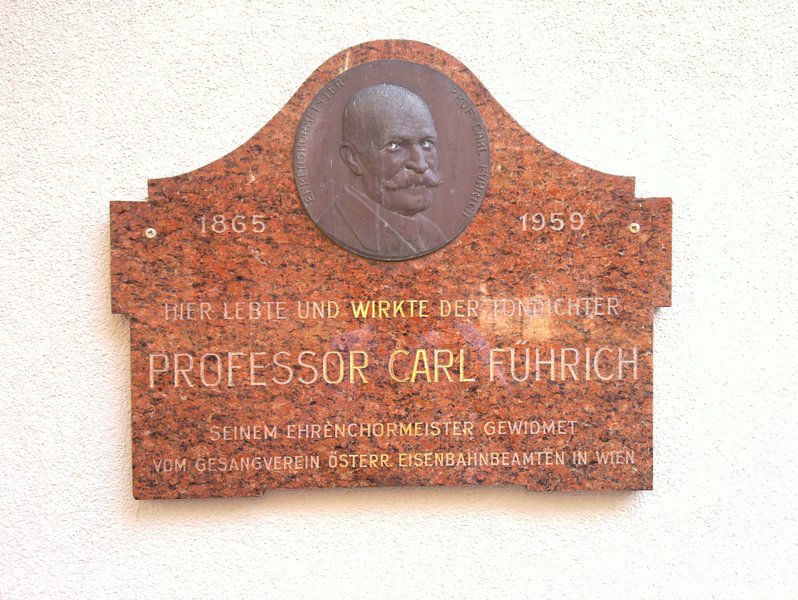 EHRENCHORMEISTER PROF. CARL FÜHRICH
1865 1959
HIER LEBTE UND WIRKTE DER TONDICHTER
PROFESSOR CARL FÜHRICH
SEINEM EHRENCHORMEISTER GEWIDMET
VOM GESANGVEREIN ÖSTERR. EISENBAHNBEAMTEN IN WIEN